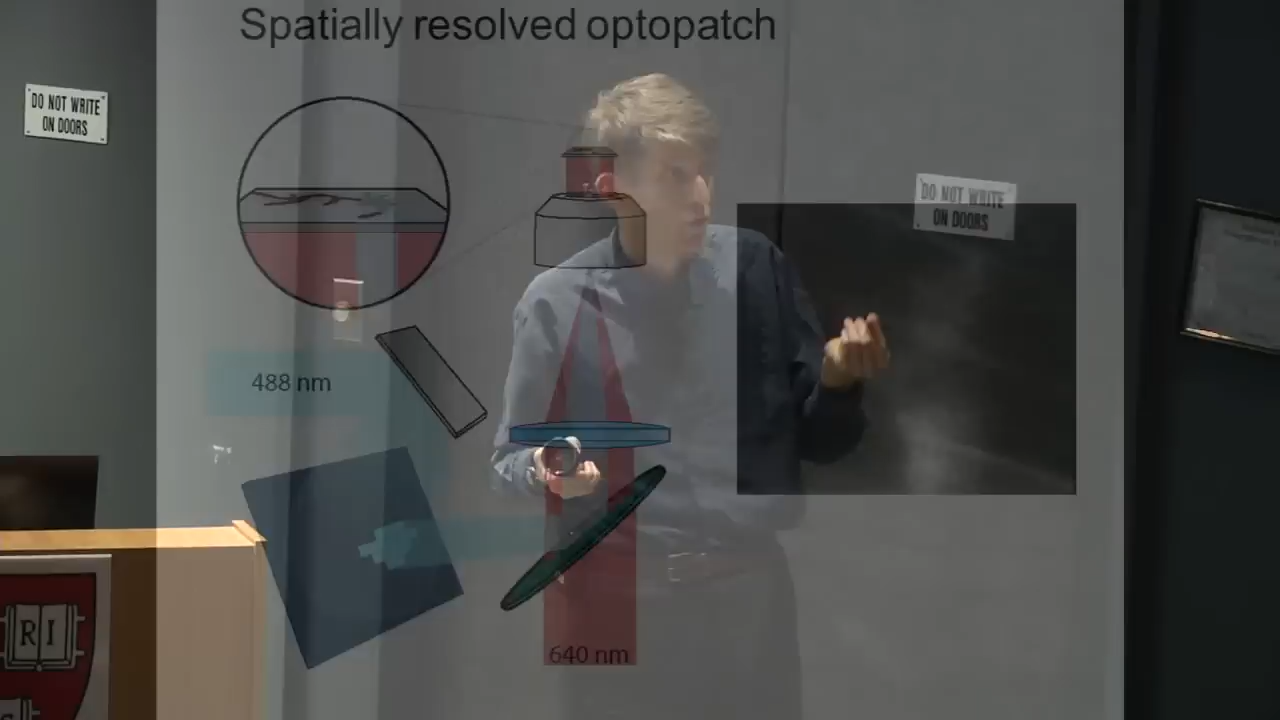 Spatially resolved optopatch
DO NOT WRITE
ON DOORS
DO NOT WRITE
ON DOORS
488 nm
640 nm
RI